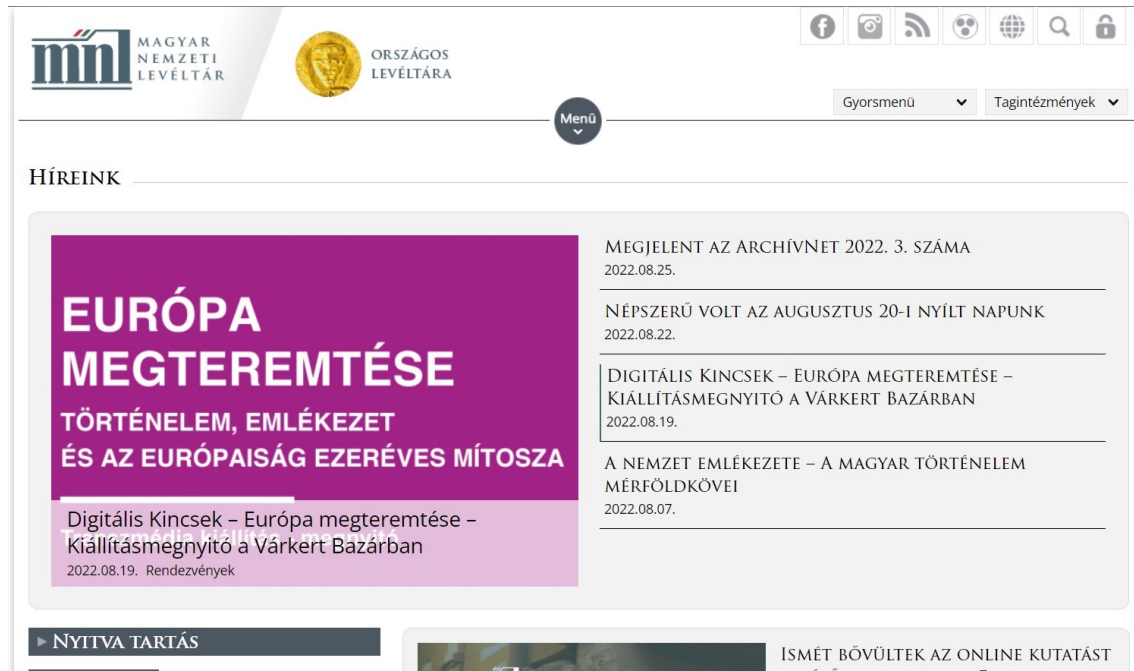 mnl
MAGYAR
NEMZETI
LEVÉLTÁR
ORSZÁGOS
LEVÉLTÁRA
Gyorsmenü
Tagintézmények
Menü
HÍREINK
EURÓPA
MEGTEREMTÉSE
TÖRTÉNELEM, EMLÉKEZET
ÉS AZ EURÓPAISÁG EZERÉVES MÍTOSZA
Digitális Kincsek – Európa megteremtése –
Kiállításmegnyitó a Várkert Bazárban
2022.08.19. Rendezvények
MEGJELENT AZ ARCHÍVNET 2022. 3. SZÁMA
2022.08.25.
NÉPSZERŰ VOLT AZ AUGUSZTUS 20-I NYÍLT NAPUNK
2022.08.22.
DIGITÁLIS KINCSEK – EURÓPA MEGTEREMTÉSE –
KIÁLLÍTÁSMEGNYITÓ A VÁRKERT BAZÁRBAN
2022.08.19.
A NEMZET EMLÉKEZETE – A MAGYAR TÖRTÉNELEM
MÉRFÖLDKÖVEI
2022.08.07.
NYITVA TARTÁS
ISMÉT BŐVÜLTEK AZ ONLINE KUTATÁST